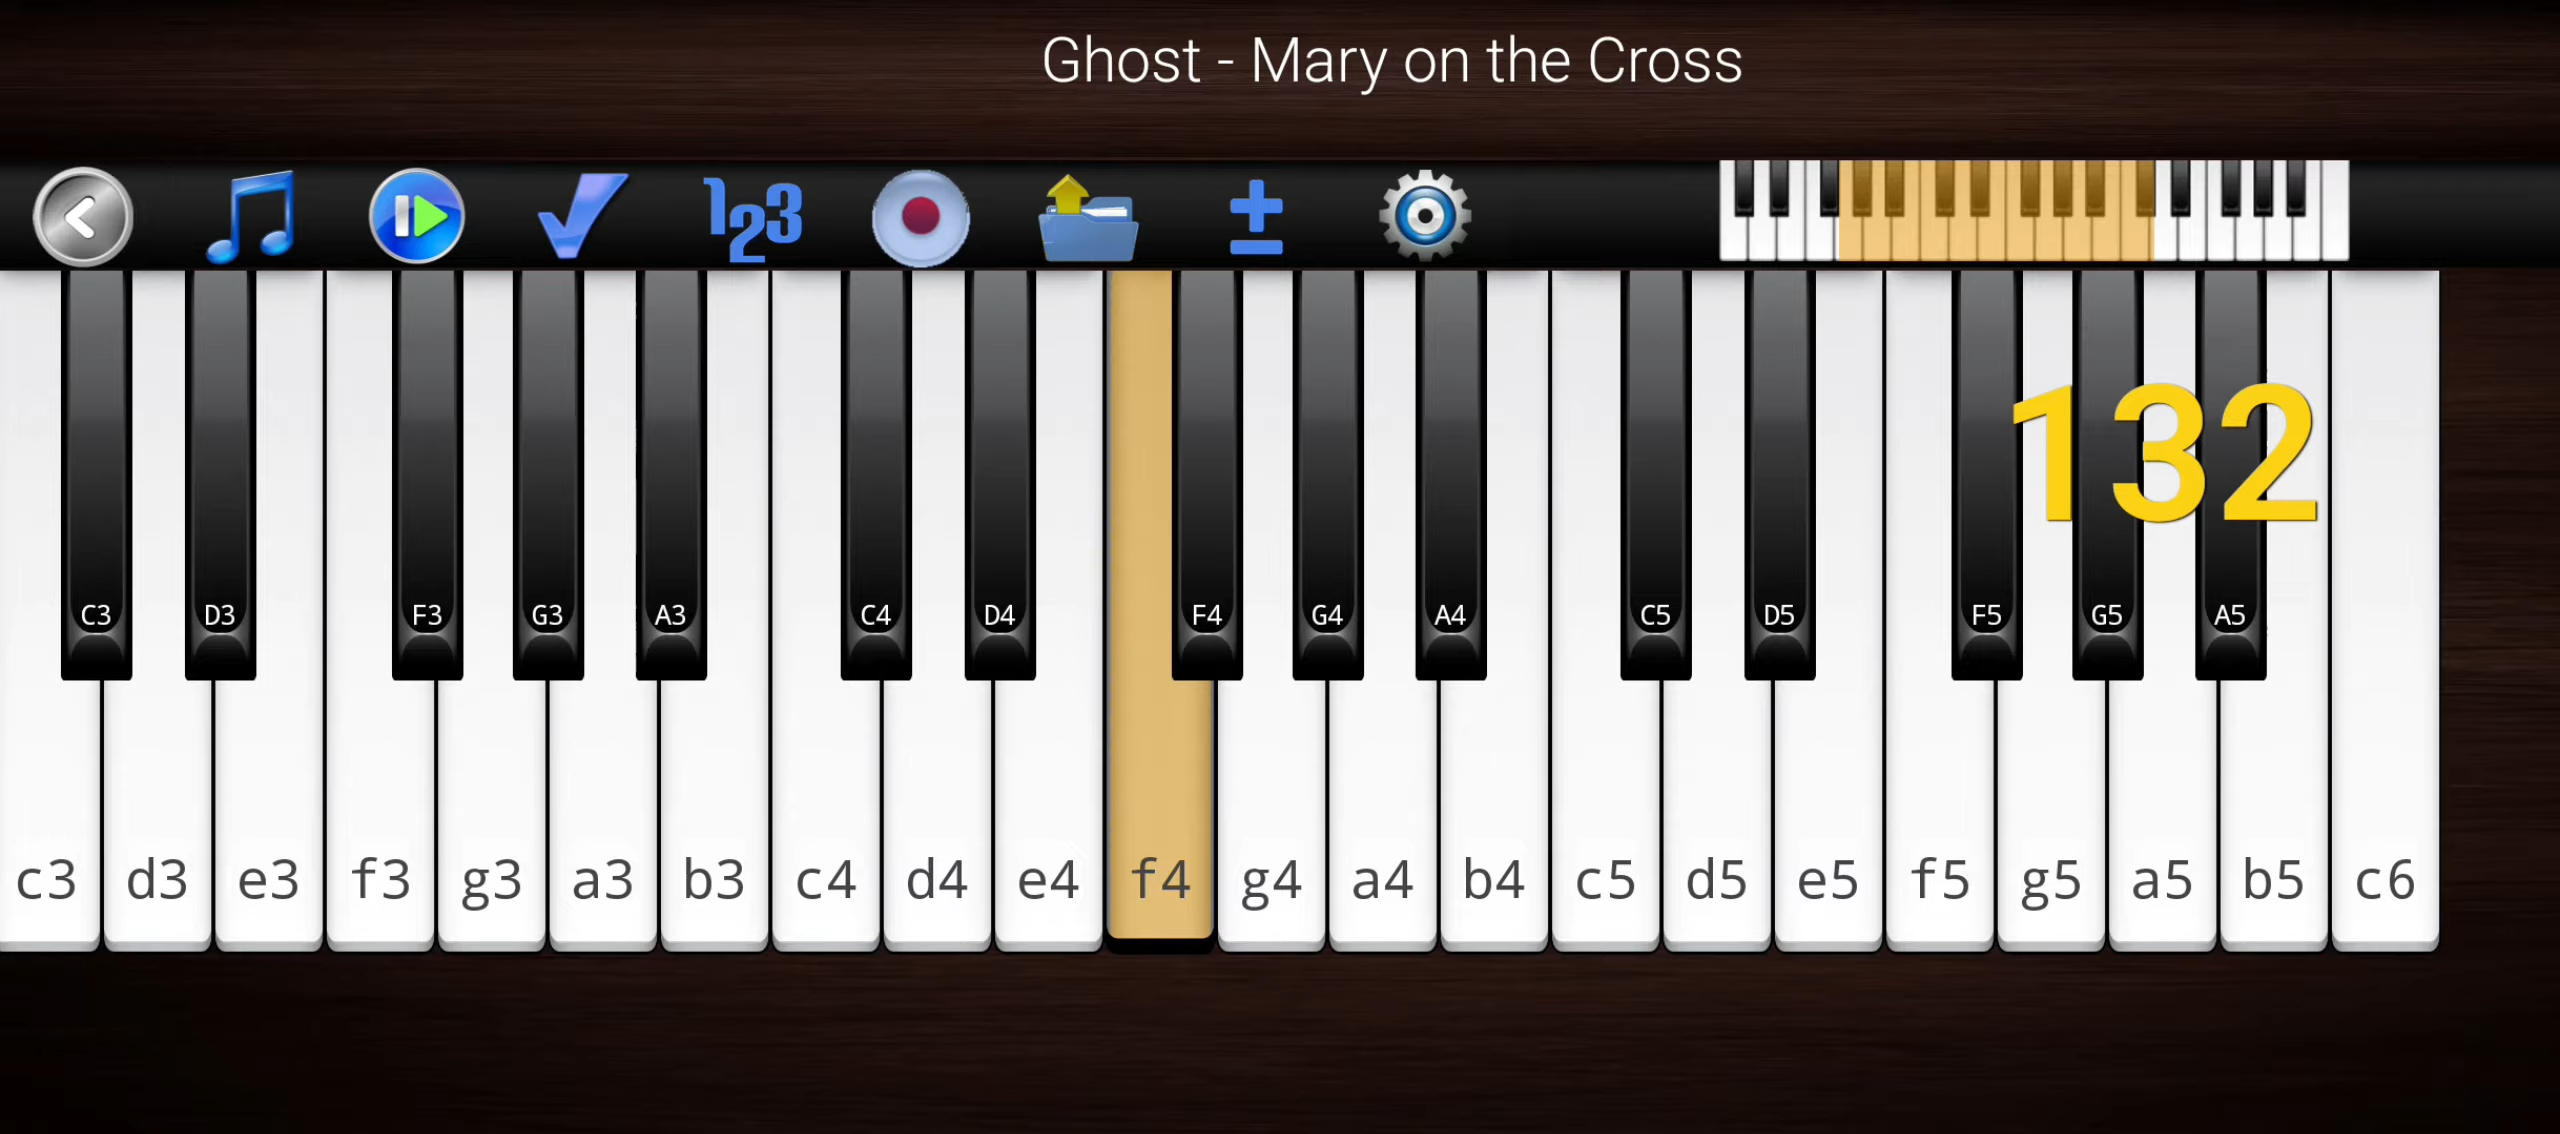 Ghost - Mary on the Cross
123
132
C3 D3 F3 G3 A3 C4 D4 F4 G4 A4 C5 D5 F5 G5 A5
c3 d3 e3 f3 g3 a3 b3 c4 d4 e4 f4 g4 a4 b4 c5 d5 e5 f5 g5 a5 b5 c6